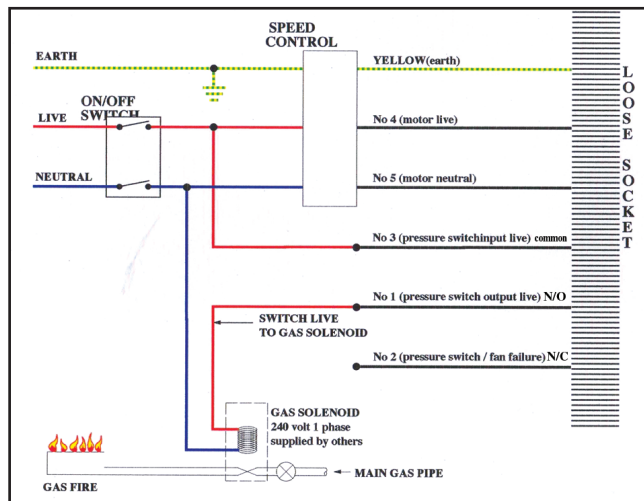 SPEED
CONTROL
EARTH
YELLOW(earth)
ON/OFF
SWITCH
LIVE
No 4 (motor live)
NEUTRAL
No 5 (motor neutral)
No 3 (pressure switchinput live) common
No 1 (pressure switch output live) N/O
SWITCH LIVE
TO GAS SOLENOID
No 2 (pressure switch / fan failure) N/C
GAS SOLENOID
240 volt 1 phase
supplied by others
MAIN GAS PIPE
GAS FIRE
LOOSE SOCKET